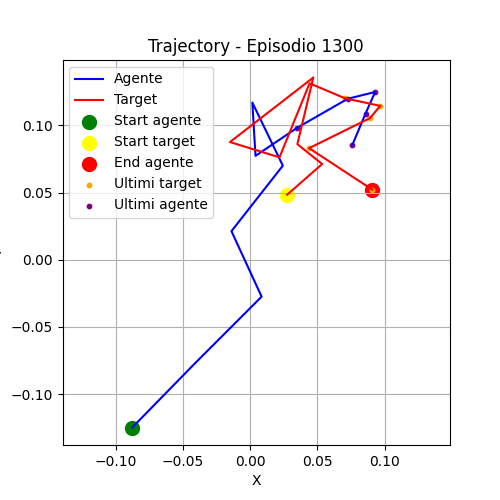 Trajectory - Episodio 1300
Agente
Target
Start agente
Start target
End agente
Ultimi target
Ultimi agente
0.10
0.05
0.00
−0.05
−0.10
−0.10
−0.05
0.00
0.05
0.10
X